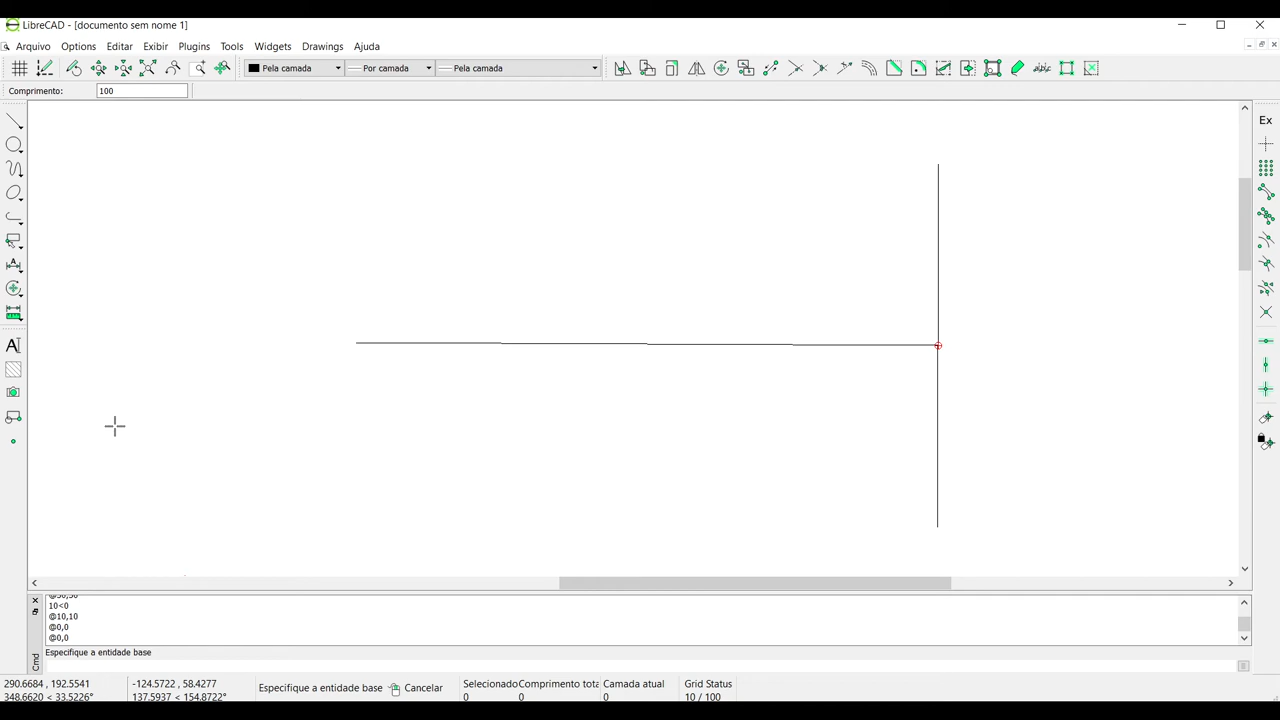 LibreCAD - [documento sem nome 1]
Arquivo Options Editar Exibir Plugins Tools Widgets Drawings Ajuda
Pela camada Por camada Pela camada
Comprimento: 100
Ex
A
@50,50
10<0
@10,10
@0,0
@0,0
Especifique a entidade base
Cmd
290.6684 , 192.5541 -124.5722 , 58.4277 Especifique a entidade base Cancelar Selecionado Comprimento tota Camada atual Grid Status
348.6620 < 33.5226° 137.5937 < 154.8722° 0 0 0 10 / 100